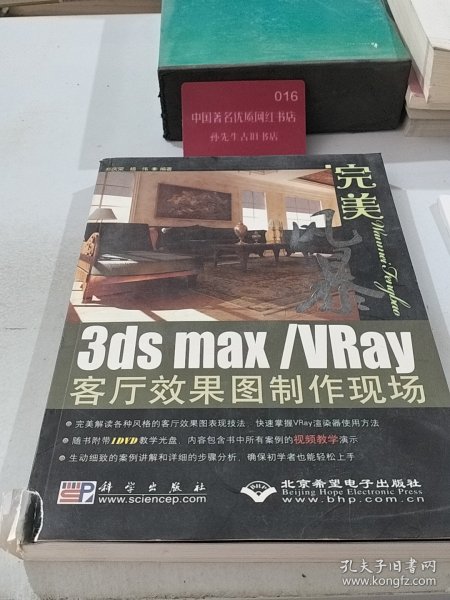 016
中国著名优质网红书店
孙先生古旧书店
杨伟 编著
完美
风暴
Wanmei Fengbao
3ds max /VRay
客厅效果图制作现场
完美解读各种风格的客厅效果图表现技法，快速掌握VRay渲染器使用方法
随书附带1DVD教学光盘，内容包含书中所有案例的视频教学演示
生动细致的案例讲解和详细的步骤分析，确保初学者也能轻松上手
科学出版社
www.sciencep.com
北京希望电子出版社
Beijing Hope Electronic Press
www.bhp.com.cn
孔夫子旧书网
www.kongfz.com